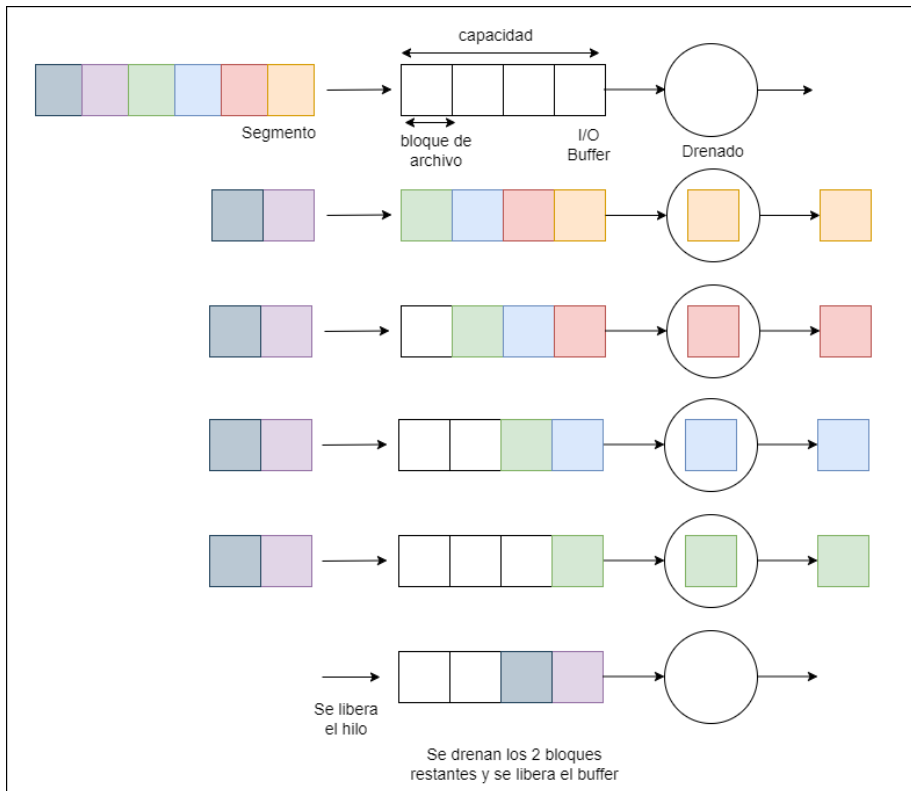 capacidad
Segmento
bloque de
archivo
I/O
Buffer
Drenado
Se libera
el hilo
Se drenan los 2 bloques
restantes y se libera el buffer